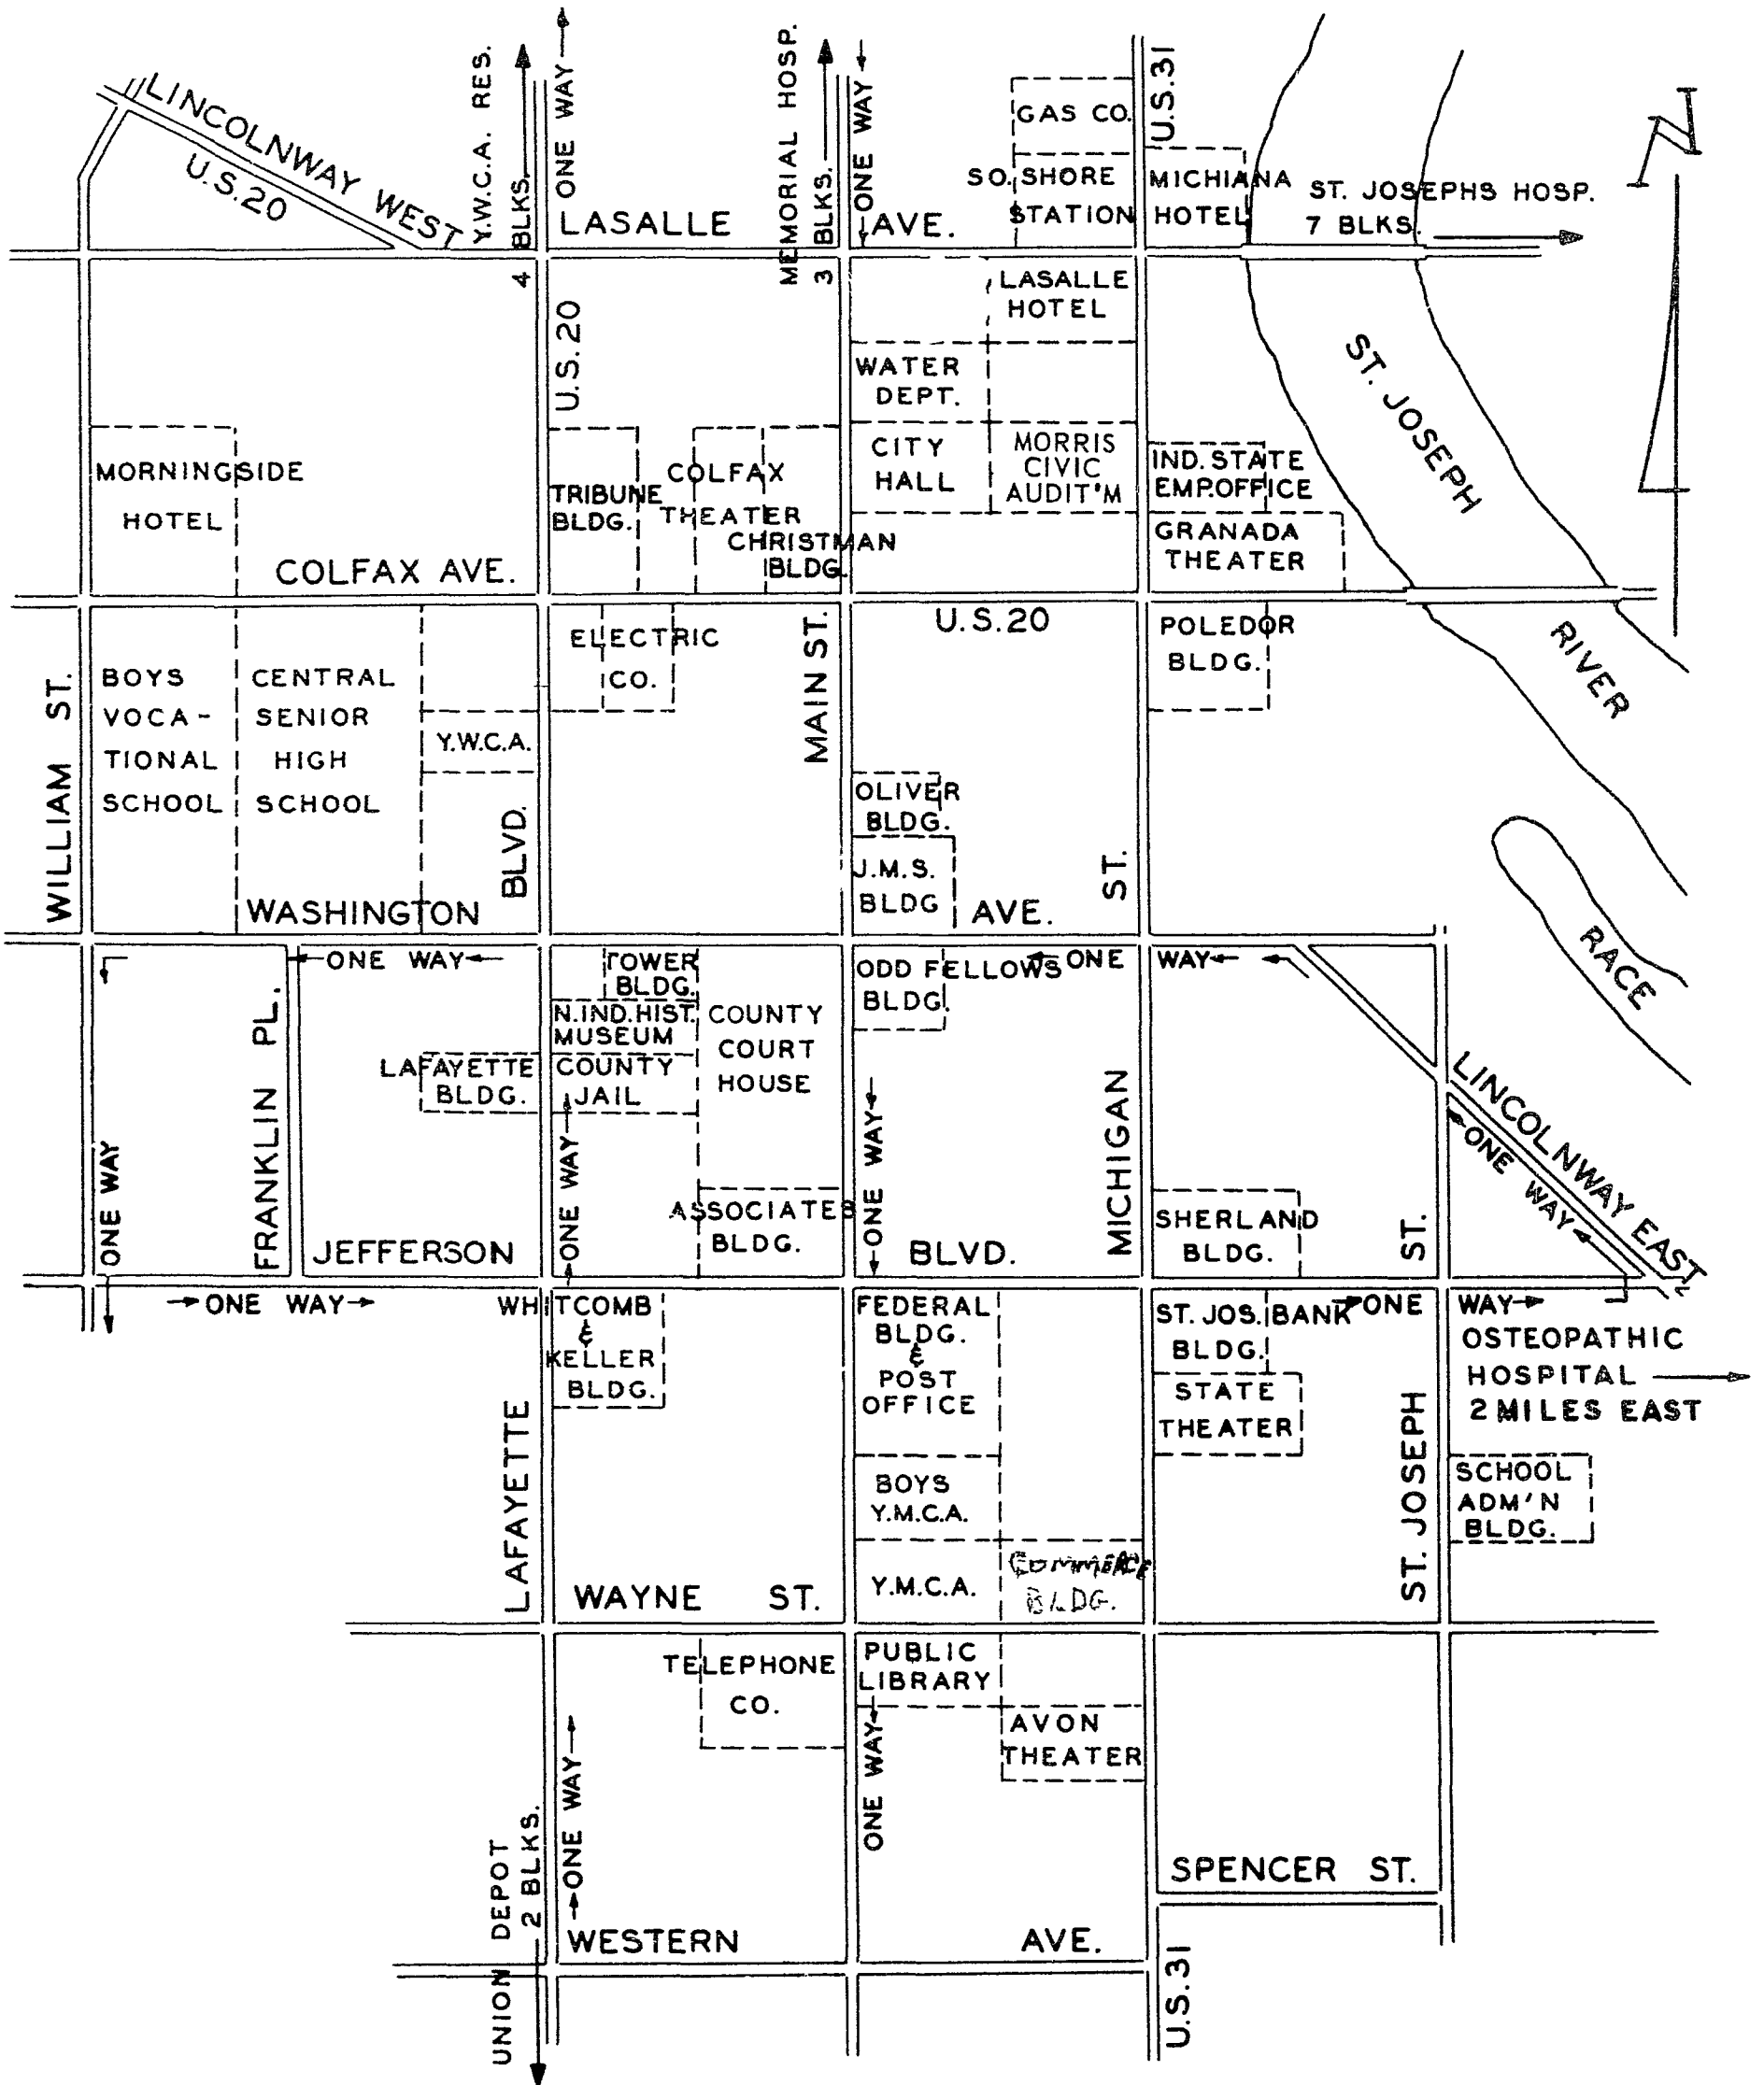 LINCOLNWAY WEST
U.S.20
Y.W.C.A. RES.
4 BLKS.
ONE WAY
MEMORIAL HOSP.
3 BLKS.
ONE WAY
GAS CO.
U.S.31
SO. SHORE
STATION
MICHIANA
HOTEL
ST. JOSEPHS HOSP.
7 BLKS.
N
LASALLE AVE.
U.S.20
LASALLE
HOTEL
WATER
DEPT.
CITY
HALL
MORRIS
CIVIC
AUDIT'M
IND. STATE
EMP.OFFICE
GRANADA
THEATER
ST. JOSEPH
RIVER
MORNINGSIDE
HOTEL
TRIBUNE
BLDG.
COLFAX
THEATER
CHRISTMAN
BLDG.
COLFAX AVE.
U.S.20
WILLIAM ST.
BOYS
VOCA-
TIONAL
SCHOOL
CENTRAL
SENIOR
HIGH
SCHOOL
Y.W.C.A.
ELECTRIC
CO.
MAIN ST.
POLEDOR
BLDG.
OLIVER
BLDG.
J.M.S.
BLDG
RACE
WASHINGTON AVE.
ONE WAY
ONE WAY
ONE WAY
FRANKLIN PL.
TOWER
BLDG.
N.IND.HIST.
MUSEUM
LAFAYETTE
BLDG.
COUNTY
JAIL
COUNTY
COURT
HOUSE
ODD FELLOWS
BLDG.
ONE WAY
ONE WAY
ASSOCIATES
BLDG.
MICHIGAN ST.
SHERLAND
BLDG.
LINCOLNWAY EAST
ONE WAY
JEFFERSON BLVD.
ONE WAY
ONE WAY
WHITCOMB
&
KELLER
BLDG.
FEDERAL
BLDG.
&
POST
OFFICE
ST. JOS. BANK
BLDG.
STATE
THEATER
OSTEOPATHIC
HOSPITAL
2 MILES EAST
LAFAYETTE BLVD.
BOYS
Y.M.C.A.
Y.M.C.A.
COMMERCE
BLDG.
ST. JOSEPH ST.
SCHOOL
ADM'N
BLDG.
WAYNE ST.
TELEPHONE
CO.
PUBLIC
LIBRARY
AVON
THEATER
ONE WAY
ONE WAY
UNION DEPOT
2 BLKS.
SPENCER ST.
WESTERN AVE.
U.S.31